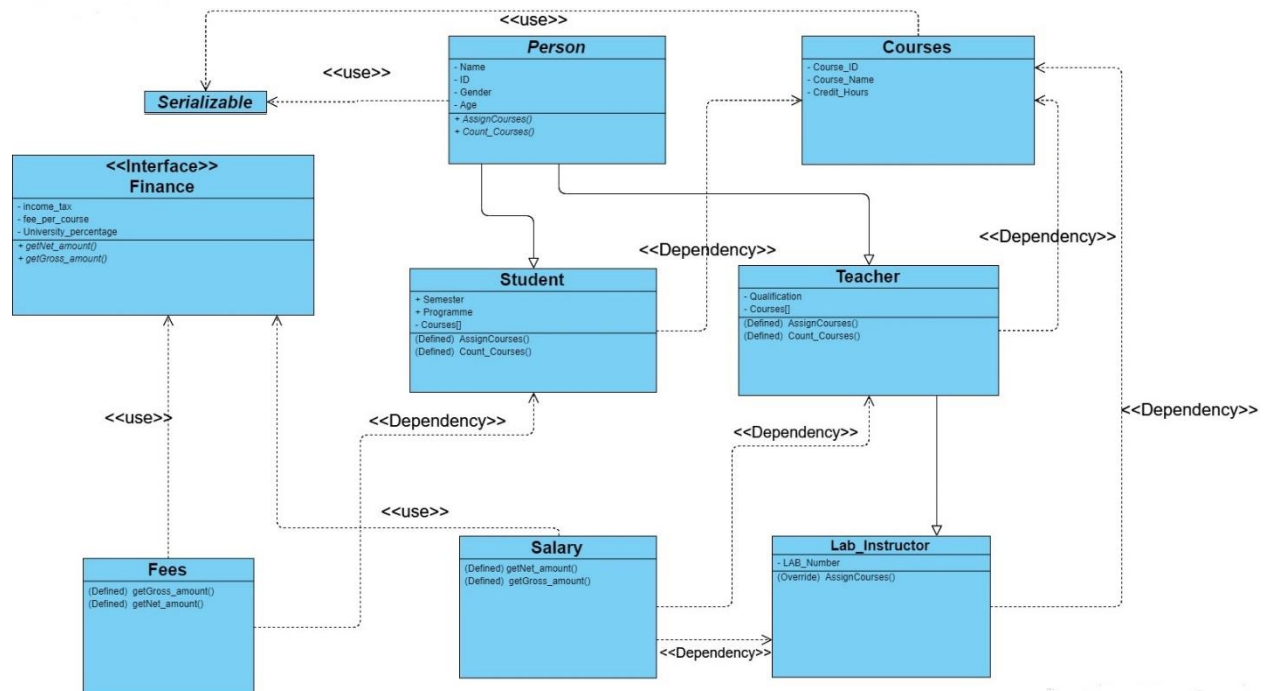 <<use>>
Person
- Name
- ID
- Gender
- Age
+ AssignCourses()
+ Count_Courses()
Courses
- Course_ID
- Course_Name
- Credit_Hours
<<use>>
Serializable
<<Interface>>
Finance
- income_tax
- fee_per_course
- University_percentage
+ getNet_amount()
+ getGross_amount()
<<Dependency>>
<<Dependency>>
Student
+ Semester
+ Programme
- Courses[]
(Defined) AssignCourses()
(Defined) Count_Courses()
Teacher
- Qualification
- Courses[]
(Defined) AssignCourses()
(Defined) Count_Courses()
<<use>>
<<Dependency>>
<<Dependency>>
<<Dependency>>
<<use>>
Fees
(Defined) getGross_amount()
(Defined) getNet_amount()
Salary
(Defined) getNet_amount()
(Defined) getGross_amount()
Lab_Instructor
- LAB_Number
(Override) AssignCourses()
<<Dependency>>